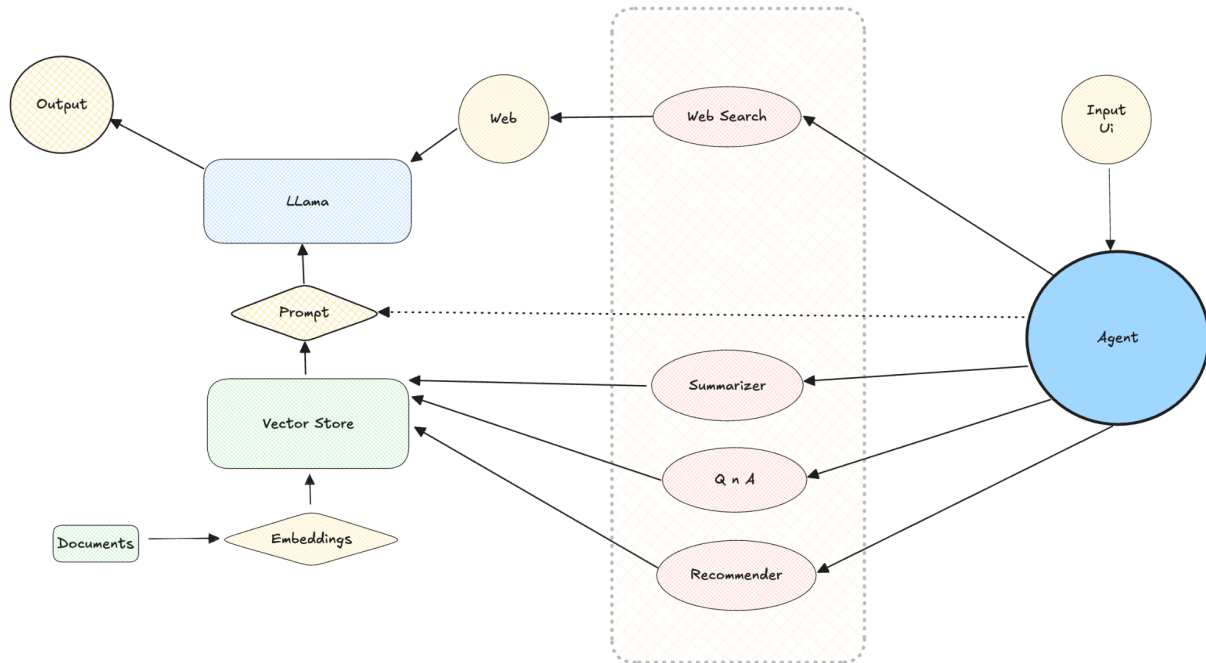 Output
Web
Web Search
Input
Ui
LLama
Prompt
Agent
Summarizer
Vector Store
Q n A
Documents
Embeddings
Recommender